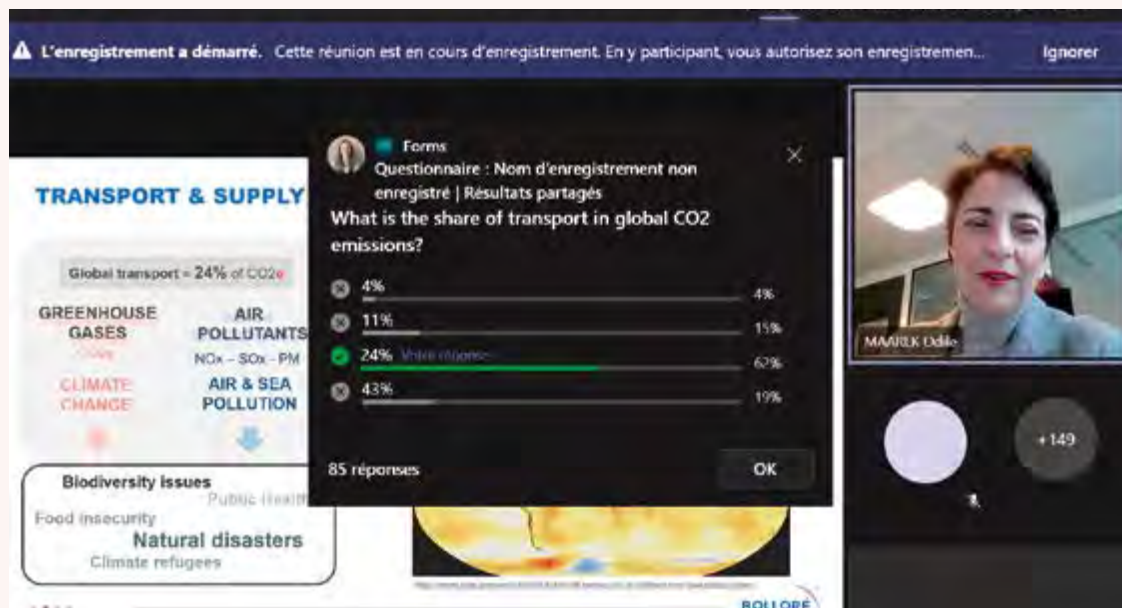 L'enregistrement a démarré. Cette réunion est en cours d'enregistrement. En y participant, vous autorisez son enregistremen... Ignorer
Forms
Questionnaire : Nom d'enregistrement non
enregistré | Résultats partagés
What is the share of transport in global CO2
emissions?
4% 4%
11% 15%
24% Votre réponse 62%
43% 19%
85 réponses OK
TRANSPORT & SUPPLY
Global transport = 24% of CO2e
GREENHOUSE
GASES
CLIMATE
CHANGE
AIR
POLLUTANTS
NOx - SOx - PM
AIR & SEA
POLLUTION
Biodiversity issues
Public Health
Food insecurity
Natural disasters
Climate refugees
MAAREK Odile
+149
BOLLORÉ